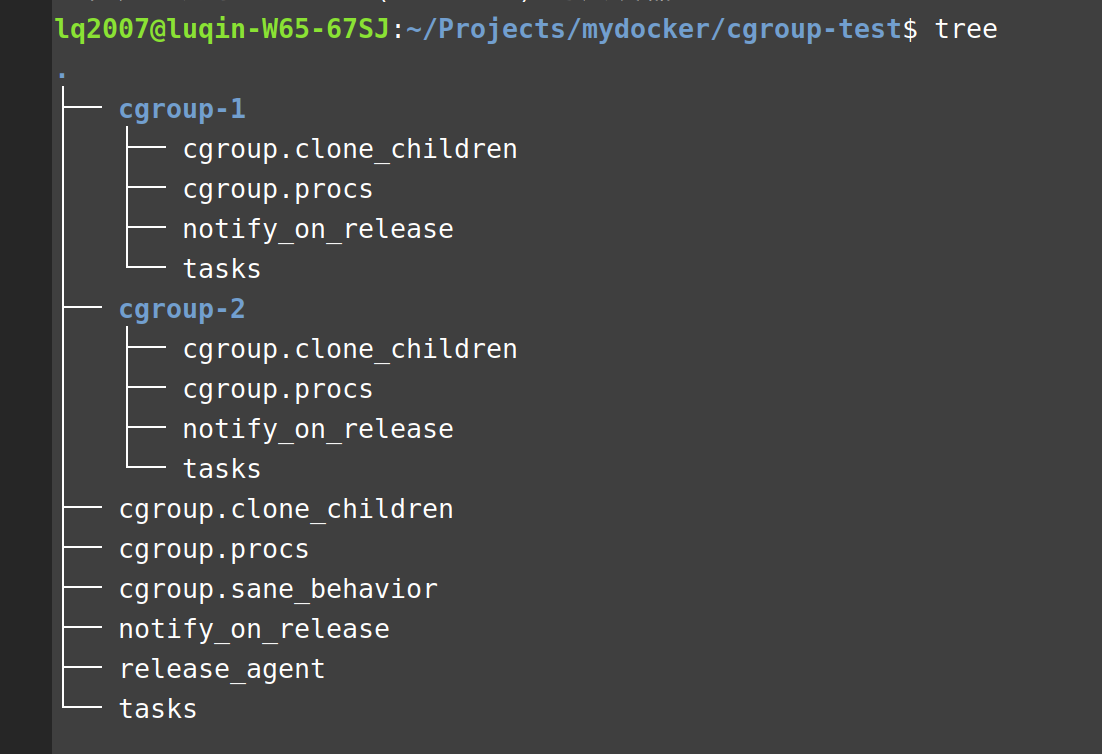 lq2007@luqin-W65-67SJ:~/Projects/mydocker/cgroup-test$ tree
.
├── cgroup-1
│   ├── cgroup.clone_children
│   ├── cgroup.procs
│   ├── notify_on_release
│   └── tasks
├── cgroup-2
│   ├── cgroup.clone_children
│   ├── cgroup.procs
│   ├── notify_on_release
│   └── tasks
├── cgroup.clone_children
├── cgroup.procs
├── cgroup.sane_behavior
├── notify_on_release
├── release_agent
└── tasks